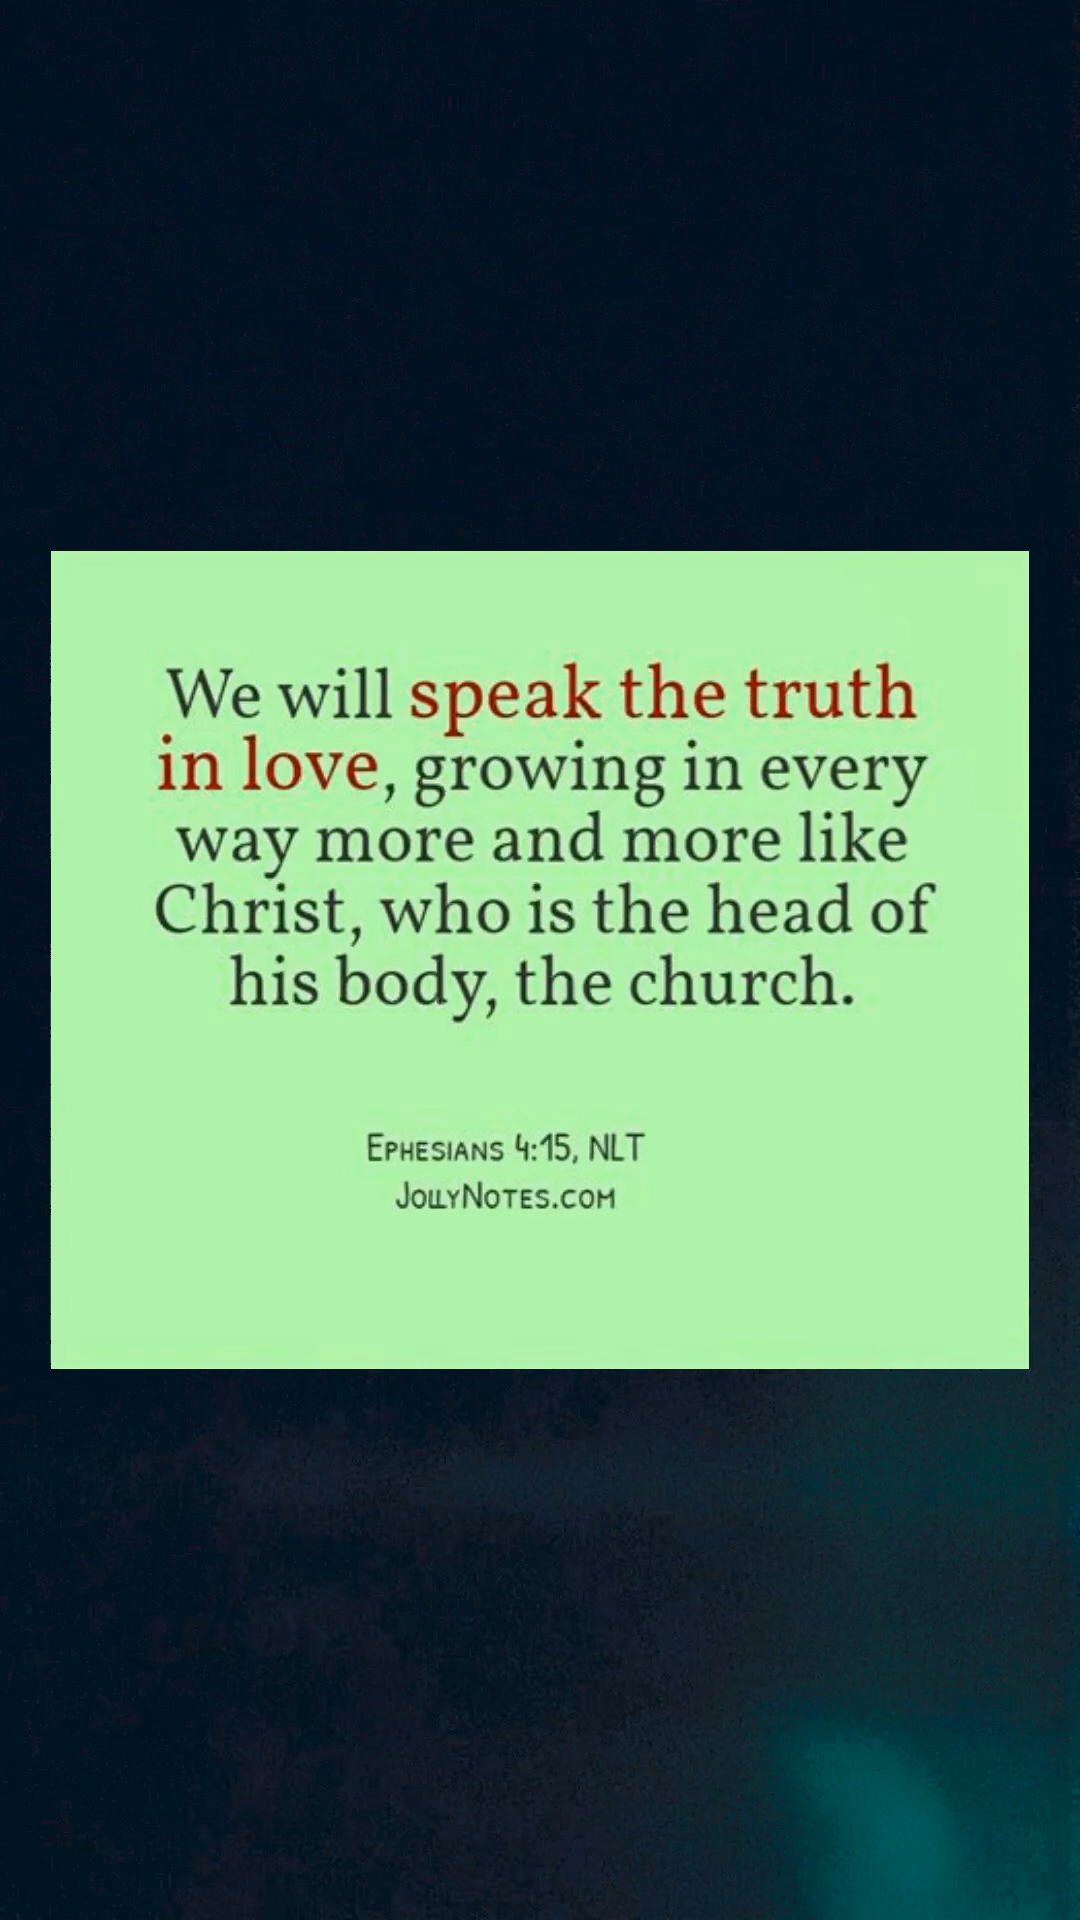 We will speak the truth
in love, growing in every
way more and more like
Christ, who is the head of
his body, the church.
Ephesians 4:15, NLT
JollyNotes.com